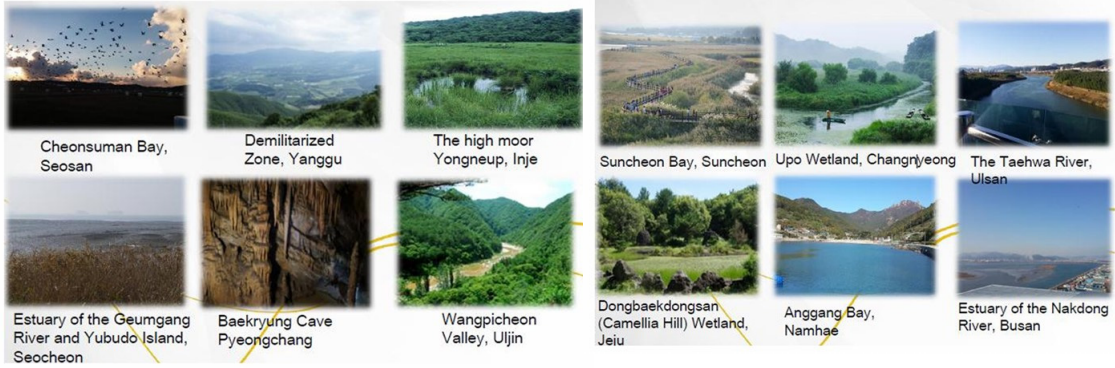 Cheonsuman Bay,
Seosan
Demilitarized
Zone, Yanggu
The high moor
Yongneup, Inje
Suncheon Bay, Suncheon
Upo Wetland, Changnyeong
The Taehwa River,
Ulsan
Estuary of the Geumgang
River and Yubudo Island,
Seocheon
Baekryung Cave
Pyeongchang
Wangpicheon
Valley, Uljin
Dongbaekdongsan
(Camellia Hill) Wetland,
Jeju
Anggang Bay,
Namhae
Estuary of the Nakdong
River, Busan